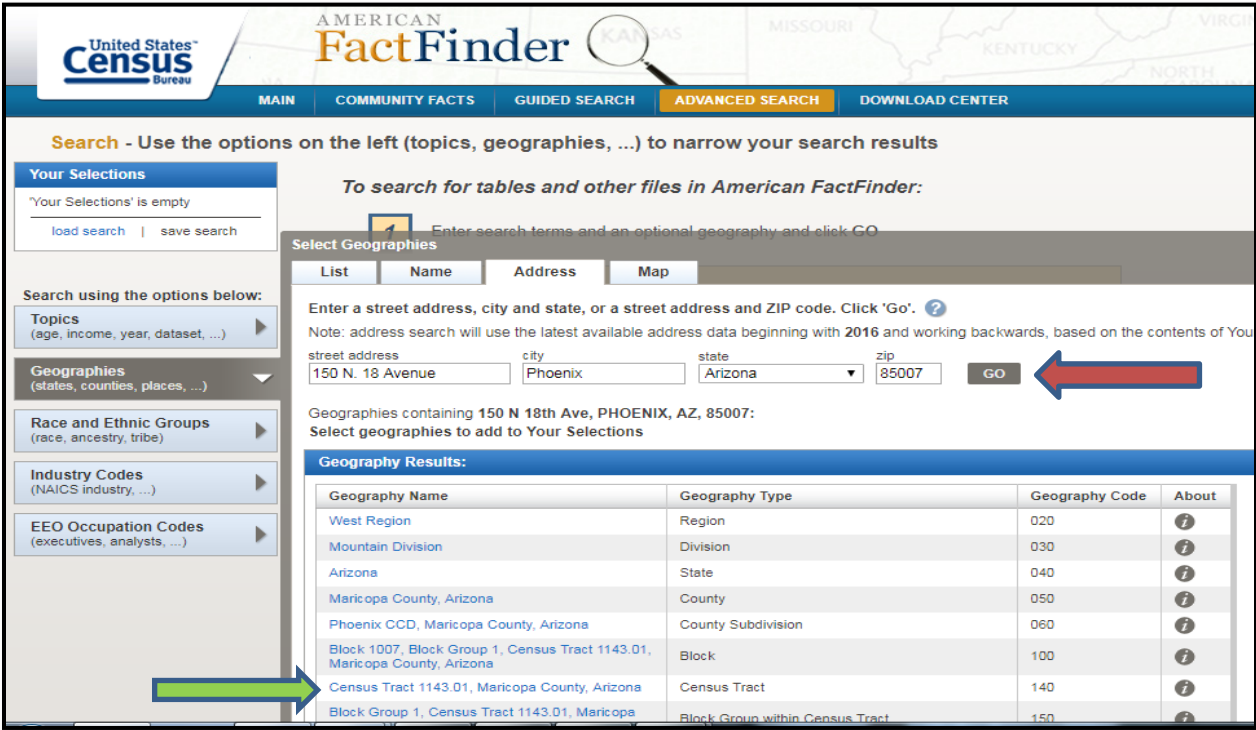 United States™
Census
Bureau
AMERICAN
FactFinder
KANSAS
MISSOURI
KENTUCKY
VIRGIN
NORTH
MAIN COMMUNITY FACTS GUIDED SEARCH ADVANCED SEARCH DOWNLOAD CENTER
Search - Use the options on the left (topics, geographies, ...) to narrow your search results
Your Selections
'Your Selections' is empty
load search | save search
To search for tables and other files in American FactFinder:
1 Enter search terms and an optional geography and click GO
Search using the options below:
Topics
(age, income, year, dataset, ...)
Geographies
(states, counties, places, ...)
Race and Ethnic Groups
(race, ancestry, tribe)
Industry Codes
(NAICS industry, ...)
EEO Occupation Codes
(executives, analysts, ...)
Select Geographies
List Name Address Map
Enter a street address, city and state, or a street address and ZIP code. Click 'Go'. ?
Note: address search will use the latest available address data beginning with 2016 and working backwards, based on the contents of You
street address city state zip
150 N. 18 Avenue Phoenix Arizona 85007 GO
Geographies containing 150 N 18th Ave, PHOENIX, AZ, 85007:
Select geographies to add to Your Selections
Geography Results:
Geography Name Geography Type Geography Code About
West Region Region 020 i
Mountain Division Division 030 i
Arizona State 040 i
Maricopa County, Arizona County 050 i
Phoenix CCD, Maricopa County, Arizona County Subdivision 060 i
Block 1007, Block Group 1, Census Tract 1143.01,
Maricopa County, Arizona Block 100 i
Census Tract 1143.01, Maricopa County, Arizona Census Tract 140 i
Block Group 1, Census Tract 1143.01, Maricopa
Block Group within Census Tract 150 i